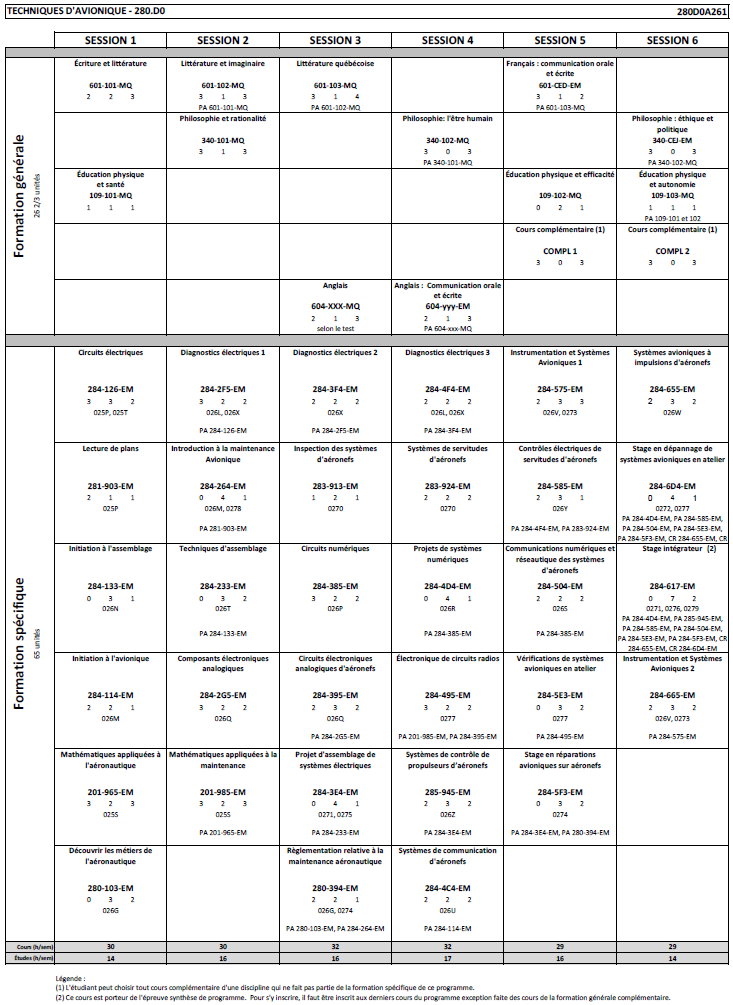 TECHNIQUES D'AVIONIQUE - 280.D0 280D0A261
SESSION 1 SESSION 2 SESSION 3 SESSION 4 SESSION 5 SESSION 6
Formation générale
26 2/3 unités
Écriture et littérature
601-101-MQ
2 2 3
Littérature et imaginaire
601-102-MQ
3 1 3
PA 601-101-MQ
Littérature québécoise
601-103-MQ
3 1 4
PA 601-102-MQ
Français : communication orale
et écrite
601-CED-EM
3 1 2
PA 601-103-MQ
Philosophie et rationalité
340-101-MQ
3 1 3
Philosophie: l'être humain
340-102-MQ
3 0 3
PA 340-101-MQ
Philosophie : éthique et
politique
340-CEJ-EM
3 0 3
PA 340-102-MQ
Éducation physique
et santé
109-101-MQ
1 1 1
Éducation physique et efficacité
109-102-MQ
0 2 1
Éducation physique
et autonomie
109-103-MQ
1 1 1
PA 109-101 et 102
Cours complémentaire (1)
COMPL 1
3 0 3
Cours complémentaire (1)
COMPL 2
3 0 3
Anglais
604-XXX-MQ
2 1 3
selon le test
Anglais : Communication orale
et écrite
604-yyy-EM
2 1 3
PA 604-xxx-MQ
Formation spécifique
65 unités
Circuits électriques
284-126-EM
3 3 2
025P, 025T
Diagnostics électriques 1
284-2F5-EM
2 3 2
026L, 026X
PA 284-126-EM
Diagnostics électriques 2
284-3F4-EM
2 2 2
026X
PA 284-2F5-EM
Diagnostics électriques 3
284-4F4-EM
2 2 2
026L, 026X
PA 284-3F4-EM
Instrumentation et Systèmes
Avioniques 1
284-575-EM
2 3 3
026V, 0273
Systèmes avioniques à
impulsions d'aéronefs
284-655-EM
2 3 2
026W
Lecture de plans
281-903-EM
2 1 1
025P
Introduction à la maintenance
Avionique
284-264-EM
0 4 1
026M, 0278
PA 281-903-EM
Inspection des systèmes
d'aéronefs
283-913-EM
1 2 1
0270
Systèmes de servitudes
d'aéronefs
283-924-EM
2 2 2
0270
Contrôles électriques de
servitudes d'aéronefs
284-585-EM
2 3 1
026Y
PA 284-4F4-EM, PA 283-924-EM
Stage en dépannage de
systèmes avioniques en atelier
284-6D4-EM
0 4 1
0272, 0277
PA 284-4D4-EM, PA 284-585-EM,
PA 284-504-EM, PA 284-5E3-EM,
PA 284-5F3-EM, CR 284-655-EM, CR
Initiation à l'assemblage
284-133-EM
0 3 1
026N
Techniques d'assemblage
284-233-EM
0 3 2
026T
PA 284-133-EM
Circuits numériques
284-385-EM
3 2 2
026P
Projets de systèmes
numériques
284-4D4-EM
0 4 1
026R
PA 284-385-EM
Communications numériques et
réseautique des systèmes
d'aéronefs
284-504-EM
2 2 2
026S
PA 284-385-EM
Stage intégrateur (2)
284-617-EM
0 7 2
0271, 0276, 0279
PA 284-4D4-EM, PA 285-945-EM,
PA 284-585-EM, PA 284-504-EM,
PA 284-5E3-EM, PA 284-5F3-EM, CR
284-655-EM, CR 284-6D4-EM
Initiation à l'avionique
284-114-EM
2 2 1
026M
Composants électroniques
analogiques
284-2G5-EM
3 2 2
026Q
Circuits électroniques
analogiques d'aéronefs
284-395-EM
3 2 2
026Q
PA 284-2G5-EM
Électronique de circuits radios
284-495-EM
3 2 2
0277
PA 201-985-EM, PA 284-395-EM
Vérifications de systèmes
avioniques en atelier
284-5E3-EM
0 3 2
0277
PA 284-495-EM
Instrumentation et Systèmes
Avioniques 2
284-665-EM
2 3 2
026V, 0273
PA 284-575-EM
Mathématiques appliquées à
l'aéronautique
201-965-EM
3 2 3
025S
Mathématiques appliquées à la
maintenance
201-985-EM
3 2 3
025S
PA 201-965-EM
Projet d'assemblage de
systèmes électriques
284-3E4-EM
0 4 1
0271, 0275
PA 284-233-EM
Systèmes de contrôle de
propulseurs d'aéronefs
285-945-EM
2 3 2
026Z
PA 284-3E4-EM
Stage en réparations
avioniques sur aéronefs
284-5F3-EM
0 3 2
0274
PA 284-3E4-EM, PA 280-394-EM
Découvrir les métiers de
l'aéronautique
280-103-EM
0 3 2
026G
Règlementation relative à la
maintenance aéronautique
280-394-EM
2 2 1
026G, 0274
PA 280-103-EM, PA 284-264-EM
Systèmes de communication
d'aéronefs
284-4C4-EM
2 2 2
026U
PA 284-114-EM
Cours (h/sem) 30 30 32 32 29 29
Études (h/sem) 14 16 16 17 16 14
Légende :
(1) L'étudiant peut choisir tout cours complémentaire d'une discipline qui ne fait pas partie de la formation spécifique de ce programme.
(2) Ce cours est porteur de l'épreuve synthèse de programme. Pour s'y inscrire, il faut être inscrit aux derniers cours du programme exception faite des cours de la formation générale complémentaire.